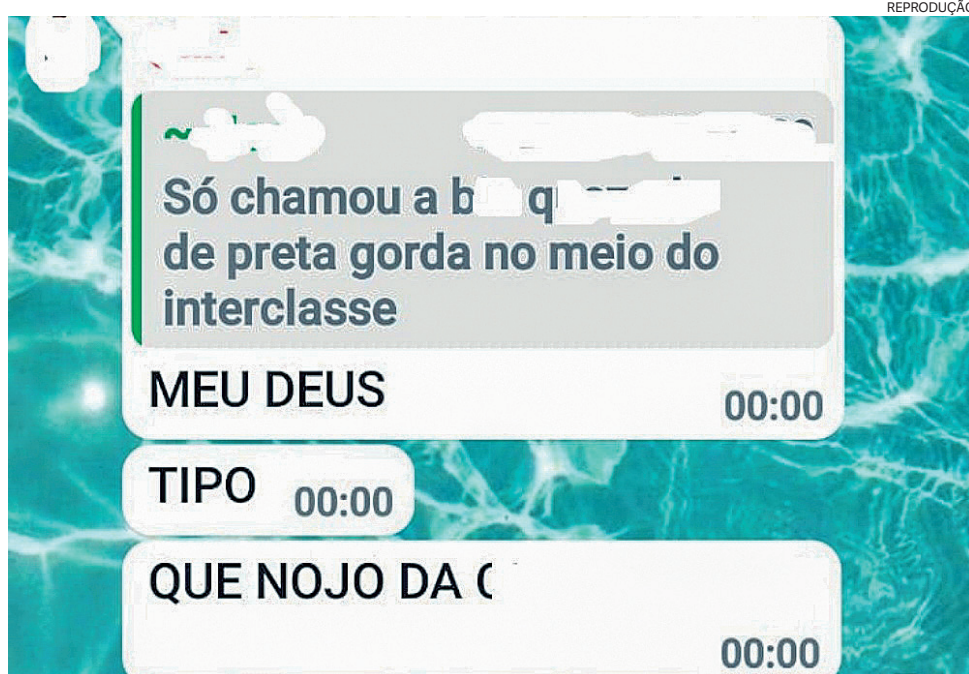 REPRODUÇÃO
Só chamou a
de preta gorda no meio do
interclasse
MEU DEUS
00:00
TIPO 00:00
QUE NOJO DA
00:00